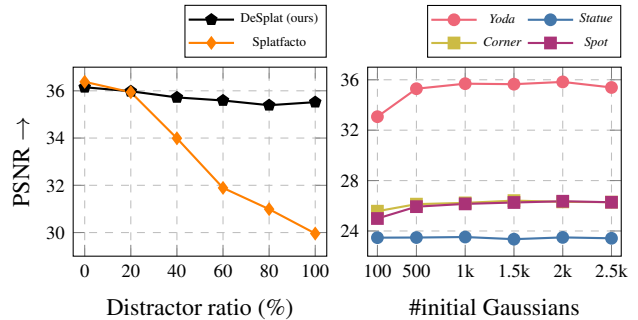 DeSplat (ours)
Splatfacto
Yoda
Statue
Corner
Spot
PSNR →
36
34
32
30
0 20 40 60 80 100
Distractor ratio (%)
36
32
28
24
100 500 1k 1.5k 2k 2.5k
#initial Gaussians